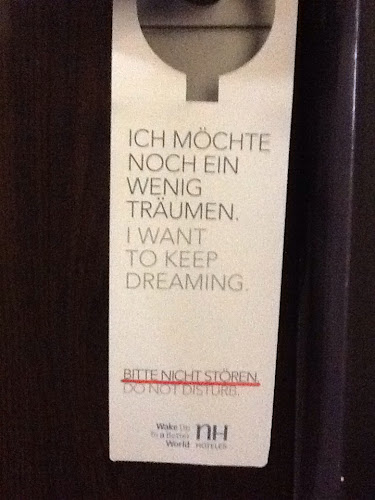 ICH MÖCHTE
NOCH EIN
WENIG
TRÄUMEN.
I WANT
TO KEEP
DREAMING.
BITTE NICHT STÖREN.
DO NOT DISTURB.
Wake Up
To a Better
World
nH
HOTELES